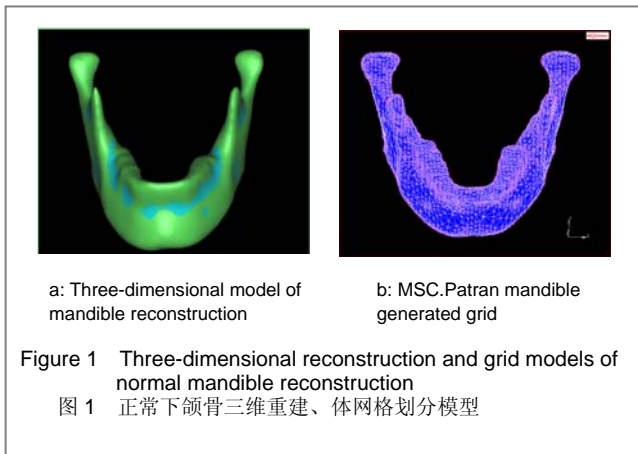 a: Three-dimensional model of
mandible reconstruction
b: MSC.Patran mandible
generated grid
Figure 1 Three-dimensional reconstruction and grid models of
normal mandible reconstruction
图 1 正常下颌骨三维重建、体网格划分模型